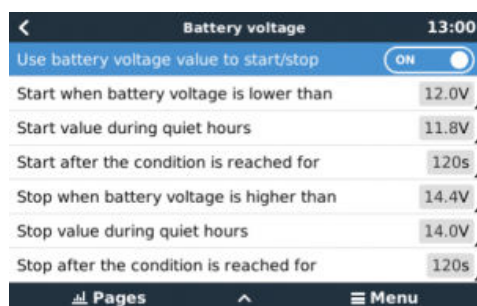 Battery voltage 13:00
Use battery voltage value to start/stop ON
Start when battery voltage is lower than 12.0V
Start value during quiet hours 11.8V
Start after the condition is reached for 120s
Stop when battery voltage is higher than 14.4V
Stop value during quiet hours 14.0V
Stop after the condition is reached for 120s
Pages Menu